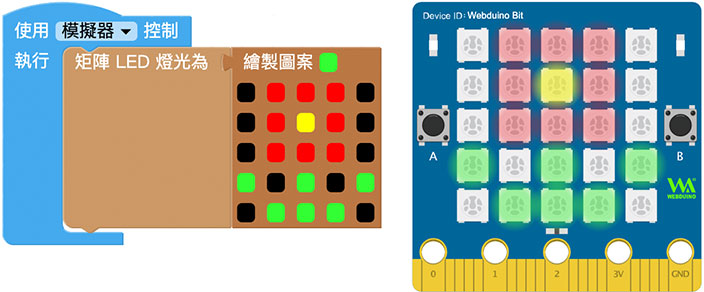 使用 模擬器 控制
執行 矩陣 LED 燈光為 繪製圖案
Device ID: Webduino Bit
A
B
WEBDUINO
0 1 2 3V GND